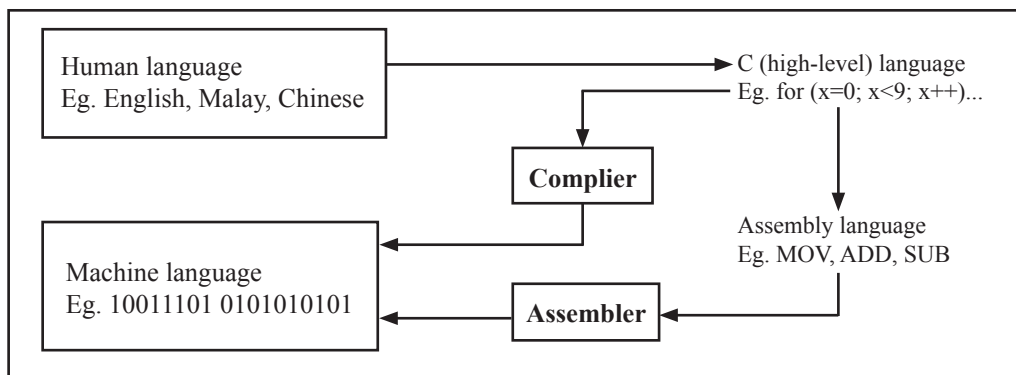 Human language
Eg. English, Malay, Chinese
C (high-level) language
Eg. for (x=0; x<9; x++)...
Complier
Assembly language
Eg. MOV, ADD, SUB
Machine language
Eg. 10011101 0101010101
Assembler